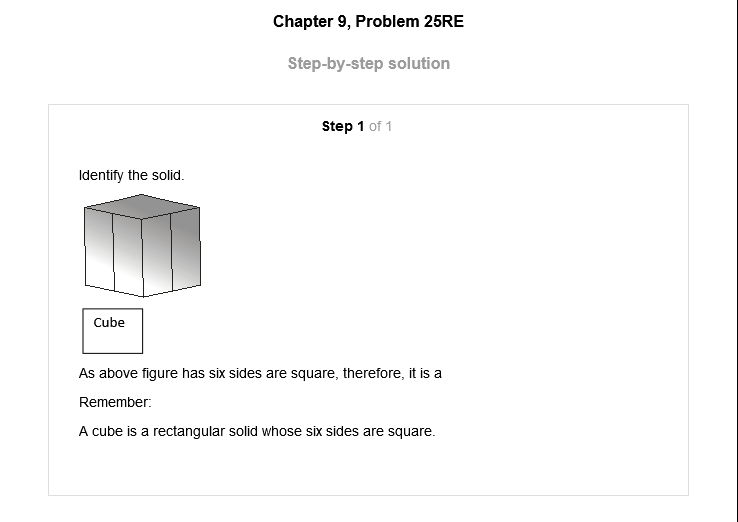 Chapter 9, Problem 25RE
Step-by-step solution
Step 1 of 1
Identify the solid.
Cube
As above figure has six sides are square, therefore, it is a
Remember:
A cube is a rectangular solid whose six sides are square.